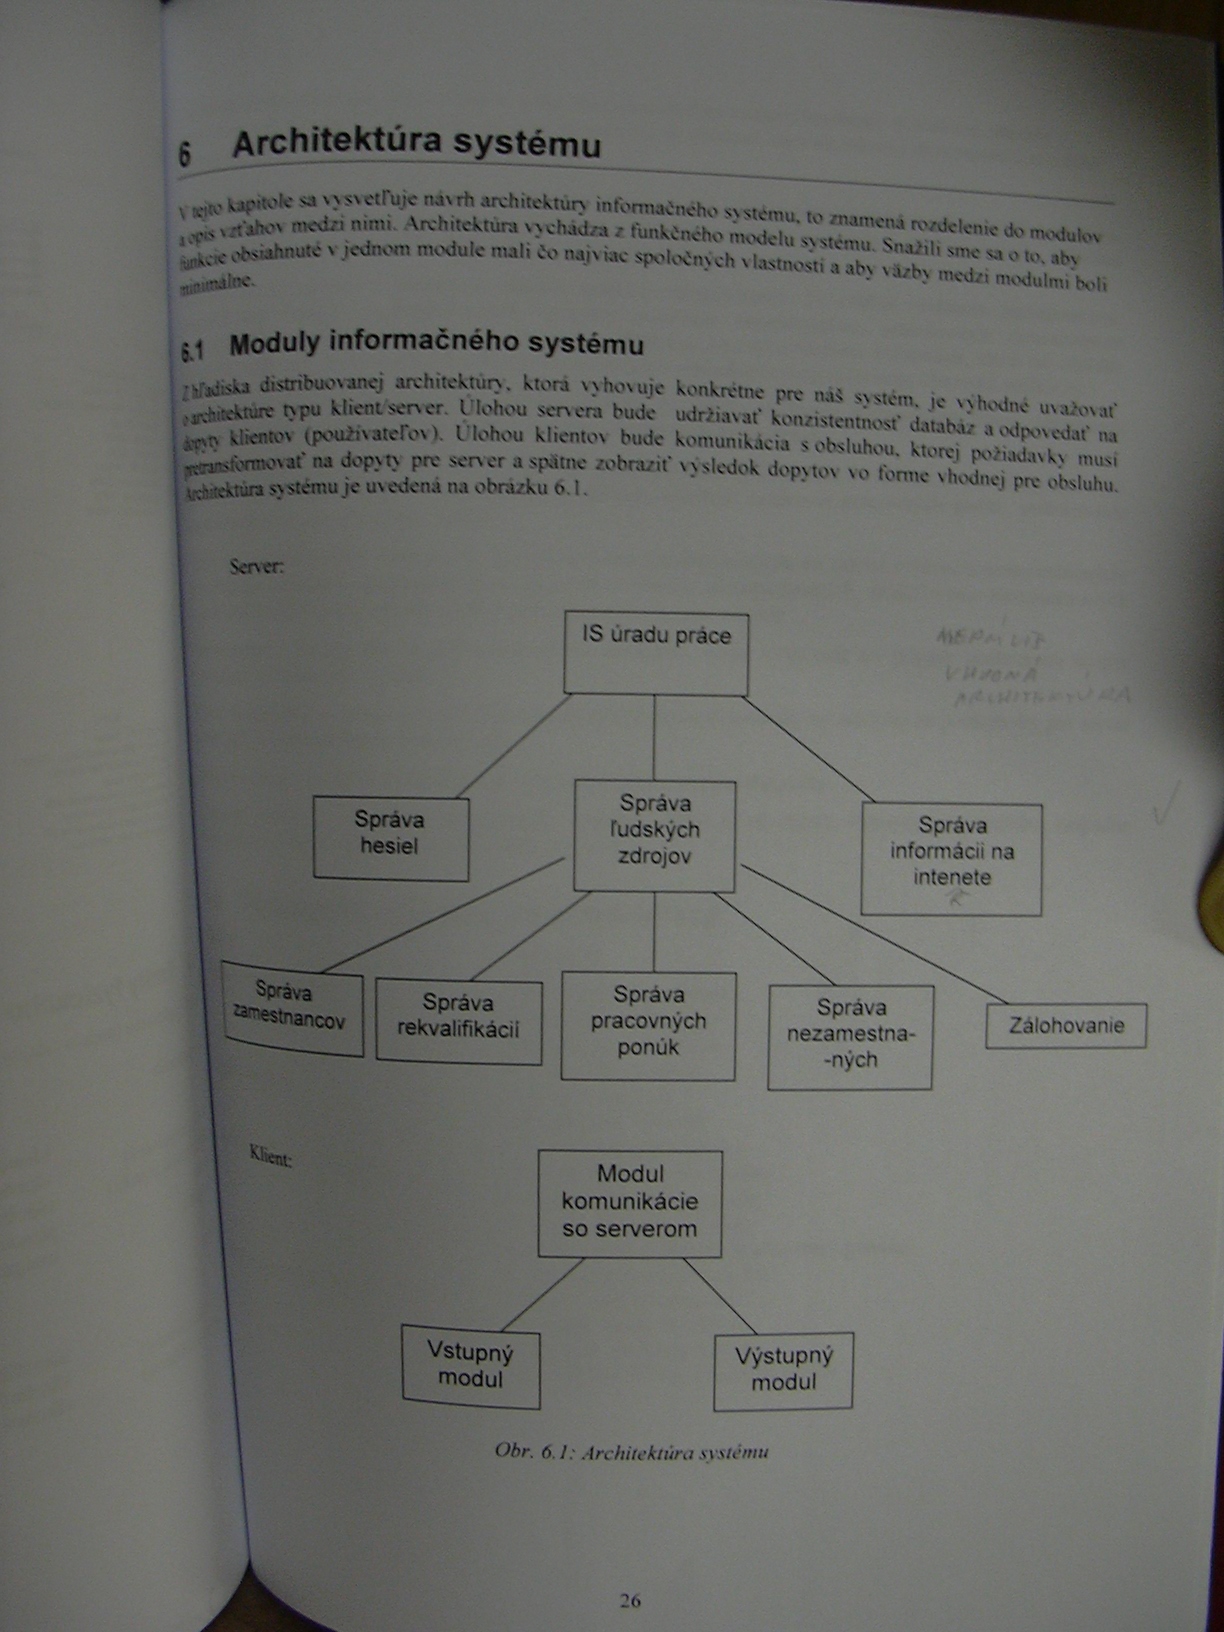 6 Architektúra systému
V tejto kapitole sa vysvetľuje návrh architektúry informačného systému, to znamená rozdelenie do modulov
a opis vzťahov medzi nimi. Architektúra vychádza z funkčného modelu systému. Snažili sme sa o to, aby
funkcie obsiahnuté v jednom module mali čo najviac spoločných vlastností a aby väzby medzi modulmi boli
minimálne.
6.1 Moduly informačného systému
Z hľadiska distribuovanej architektúry, ktorá vyhovuje konkrétne pre náš systém, je výhodné uvažovať
o architektúre typu klient/server. Úlohou servera bude udržiavať konzistentnosť databáz a odpovedať na
dopyty klientov (používateľov). Úlohou klientov bude komunikácia s obsluhou, ktorej požiadavky musí
pretransformovať na dopyty pre server a spätne zobraziť výsledok dopytov vo forme vhodnej pre obsluhu.
Architektúra systému je uvedená na obrázku 6.1.
Server:
IS úradu práce
VHODNÁ
ARCHITEKTÚRA
Správa
hesiel
Správa
ľudských
zdrojov
Správa
informácii na
intenete
Správa
zamestnancov
Správa
rekvalifikácií
Správa
pracovných
ponúk
Správa
nezamestna-
-ných
Zálohovanie
Klient:
Modul
komunikácie
so serverom
Vstupný
modul
Výstupný
modul
Obr. 6.1: Architektúra systému
26